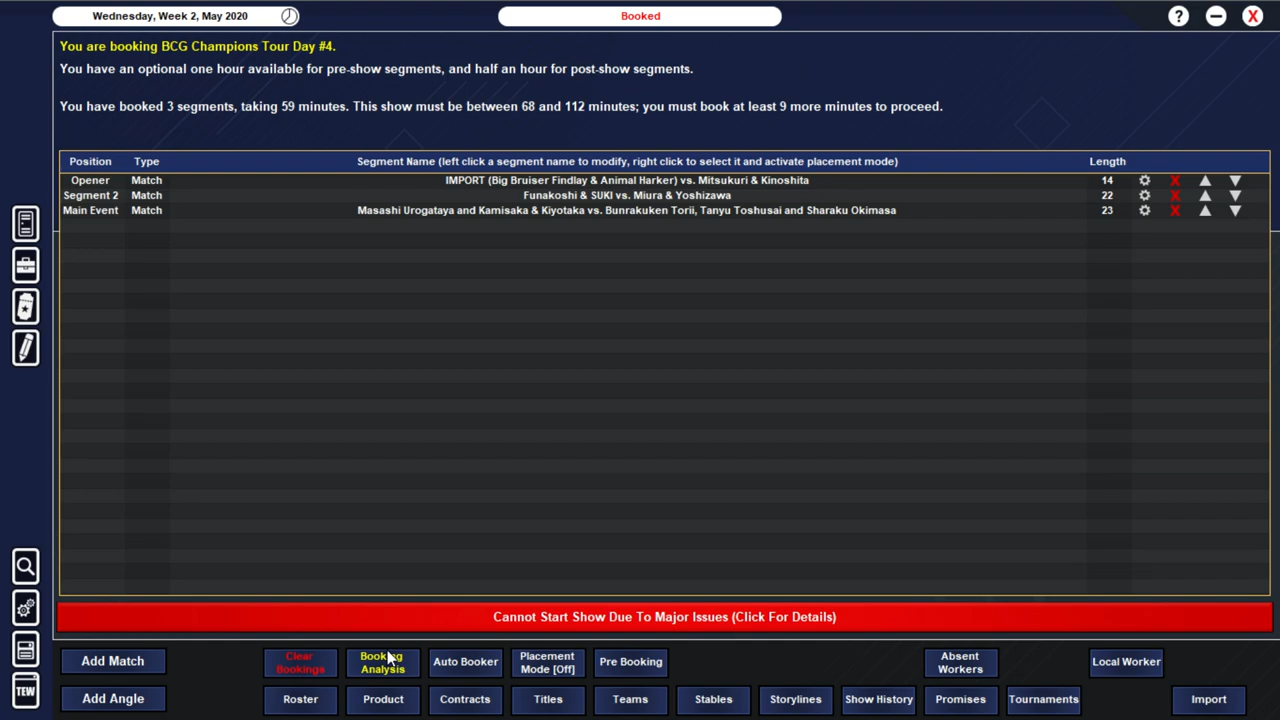 Wednesday, Week 2, May 2020
Booked
?
X
You are booking BCG Champions Tour Day #4.
You have an optional one hour available for pre-show segments, and half an hour for post-show segments.
You have booked 3 segments, taking 59 minutes. This show must be between 68 and 112 minutes; you must book at least 9 more minutes to proceed.
Position Type Segment Name (left click a segment name to modify, right click to select it and activate placement mode) Length
Opener Match IMPORT (Big Bruiser Findlay & Animal Harker) vs. Mitsukuri & Kinoshita 14 X
Segment 2 Match Funakoshi & SUKI vs. Miura & Yoshizawa 22 X
Main Event Match Masashi Urogataya and Kamisaka & Kiyotaka vs. Bunrakuken Torii, Tanyu Toshusai and Sharaku Okimasa 23 X
Cannot Start Show Due To Major Issues (Click For Details)
Add Match
Clear Bookings
Booking Analysis
Auto Booker
Placement Mode [Off]
Pre Booking
Absent Workers
Local Worker
TEW
Add Angle
Roster
Product
Contracts
Titles
Teams
Stables
Storylines
Show History
Promises
Tournaments
Import